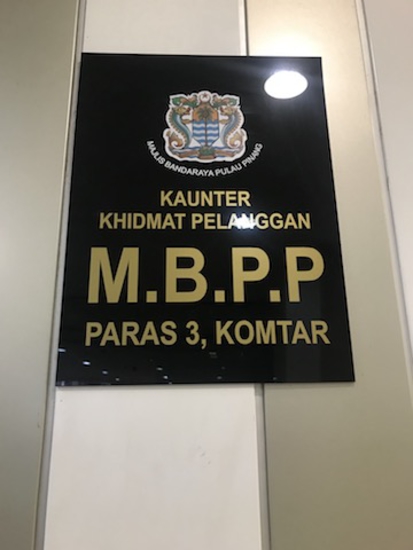 MAJLIS BANDARAYA PULAU PINANG
KAUNTER
KHIDMAT PELANGGAN
M.B.P.P
PARAS 3, KOMTAR